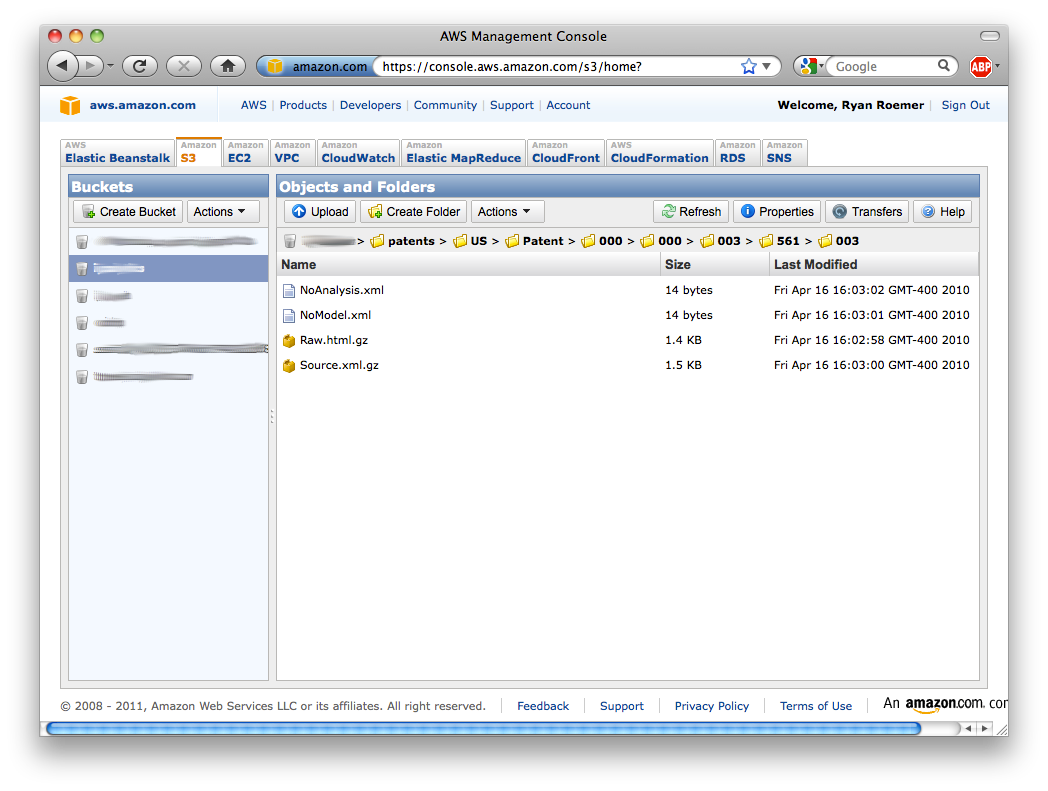 AWS Management Console
amazon.com https://console.aws.amazon.com/s3/home? Google ABP
aws.amazon.com AWS | Products | Developers | Community | Support | Account Welcome, Ryan Roemer | Sign Out
AWS Elastic Beanstalk Amazon S3 Amazon EC2 Amazon VPC Amazon CloudWatch Amazon Elastic MapReduce Amazon CloudFront AWS CloudFormation Amazon RDS Amazon SNS
Buckets
Create Bucket Actions
Objects and Folders
Upload Create Folder Actions Refresh Properties Transfers Help
> patents > US > Patent > 000 > 000 > 003 > 561 > 003
Name Size Last Modified
NoAnalysis.xml 14 bytes Fri Apr 16 16:03:02 GMT-400 2010
NoModel.xml 14 bytes Fri Apr 16 16:03:01 GMT-400 2010
Raw.html.gz 1.4 KB Fri Apr 16 16:02:58 GMT-400 2010
Source.xml.gz 1.5 KB Fri Apr 16 16:03:00 GMT-400 2010
© 2008 - 2011, Amazon Web Services LLC or its affiliates. All right reserved. | Feedback | Support | Privacy Policy | Terms of Use | An amazon.com. cor